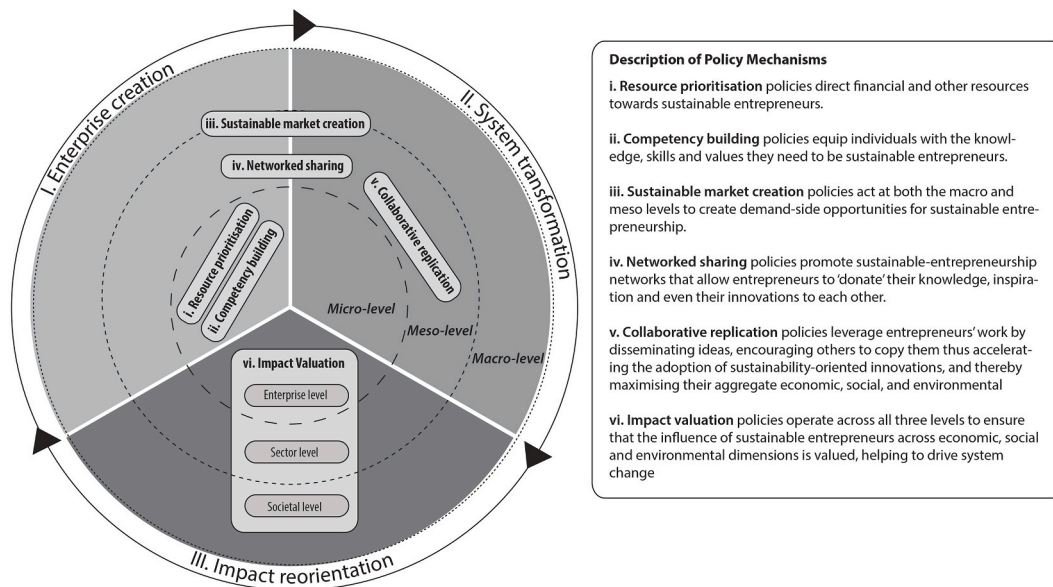 I. Enterprise creation
II. System transformation
iii. Sustainable market creation
iv. Networked sharing
v. Collaborative replication
i. Resource prioritisation
ii. Competency building
Micro-level
Meso-level
Macro-level
vi. Impact Valuation
Enterprise level
Sector level
Societal level
III. Impact reorientation
Description of Policy Mechanisms
i. Resource prioritisation policies direct financial and other resources
towards sustainable entrepreneurs.
ii. Competency building policies equip individuals with the knowl-
edge, skills and values they need to be sustainable entrepreneurs.
iii. Sustainable market creation policies act at both the macro and
meso levels to create demand-side opportunities for sustainable entre-
preneurship.
iv. Networked sharing policies promote sustainable-entrepreneurship
networks that allow entrepreneurs to ‘donate’ their knowledge, inspira-
tion and even their innovations to each other.
v. Collaborative replication policies leverage entrepreneurs’ work by
disseminating ideas, encouraging others to copy them thus accelerat-
ing the adoption of sustainability-oriented innovations, and thereby
maximising their aggregate economic, social, and environmental
vi. Impact valuation policies operate across all three levels to ensure
that the influence of sustainable entrepreneurs across economic, social
and environmental dimensions is valued, helping to drive system
change